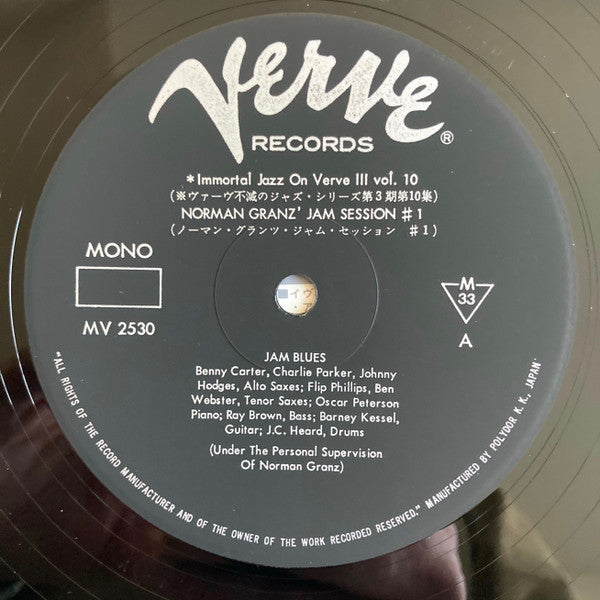 VERVE
RECORDS ®
*Immortal Jazz On Verve III vol. 10
(※ヴァーヴ不滅のジャズ・シリーズ第3期第10集)
NORMAN GRANZ' JAM SESSiON #1
(ノーマン・グランツ・ジャム・セッション #1)
MONO
MV 2530
M
33
A
JAM BLUES
Benny Carter, Charlie Parker, Johnny
Hodges, Alto Saxes; Flip Phillips, Ben
Webster, Tenor Saxes; Oscar Peterson
Piano; Ray Brown, Bass; Barney Kessel,
Guitar; J.C. Heard, Drums
(Under The Personal Supervision
Of Norman Granz)
"ALL RIGHTS OF THE RECORD MANUFACTURER AND OF THE OWNER OF THE WORK RECORDED RESERVED." MANUFACTURED BY POLYDOR K. K., JAPAN